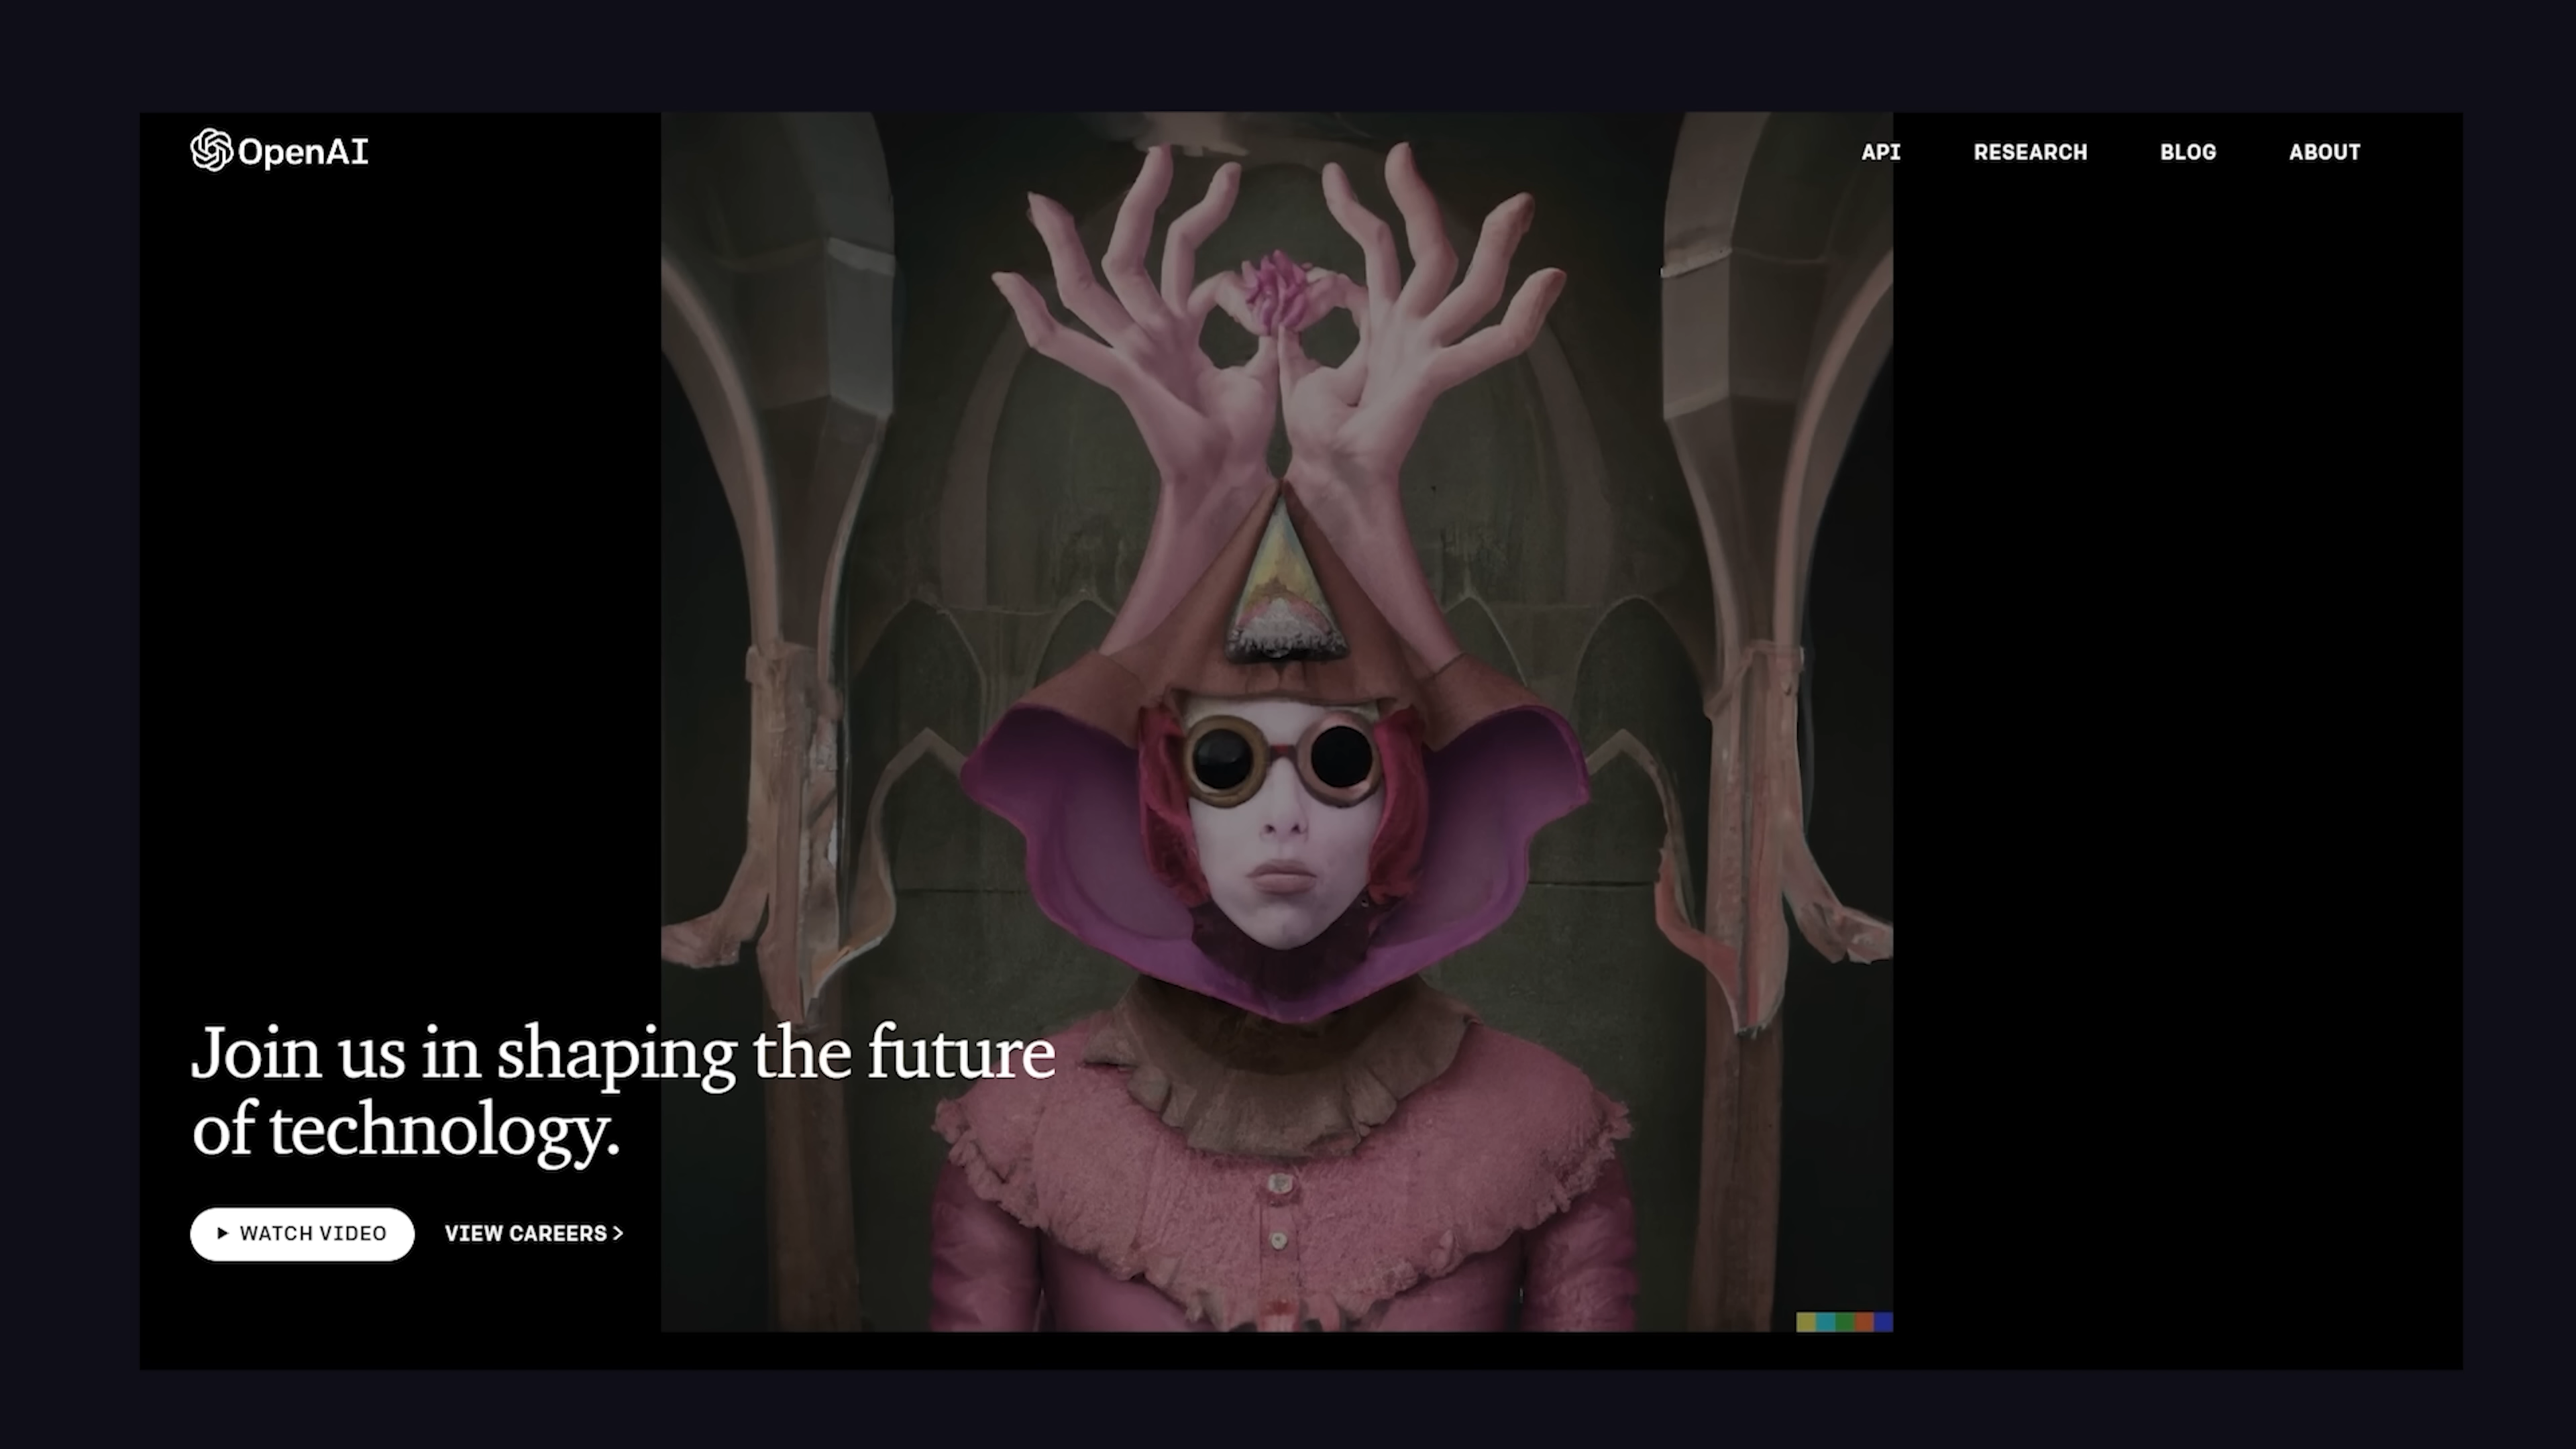 OpenAI
API RESEARCH BLOG ABOUT
Join us in shaping the future
of technology.
WATCH VIDEO VIEW CAREERS >